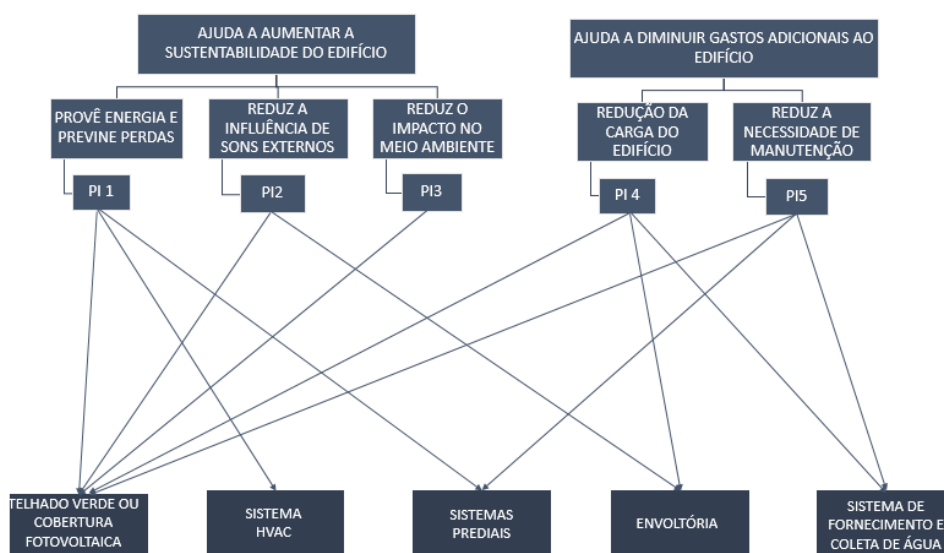 AJUDA A AUMENTAR A
SUSTENTABILIDADE DO EDIFÍCIO
AJUDA A DIMINUIR GASTOS ADICIONAIS AO
EDIFÍCIO
PROVÊ ENERGIA E
PREVINE PERDAS
REDUZ A
INFLUÊNCIA DE
SONS EXTERNOS
REDUZ O
IMPACTO NO
MEIO AMBIENTE
REDUÇÃO DA
CARGA DO
EDIFÍCIO
REDUZ A
NECESSIDADE DE
MANUTENÇÃO
PI 1
PI2
PI3
PI 4
PI5
TELHADO VERDE OU
COBERTURA
FOTOVOLTAICA
SISTEMA
HVAC
SISTEMAS
PREDIAIS
ENVOLTÓRIA
SISTEMA DE
FORNECIMENTO E
COLETA DE ÁGUA